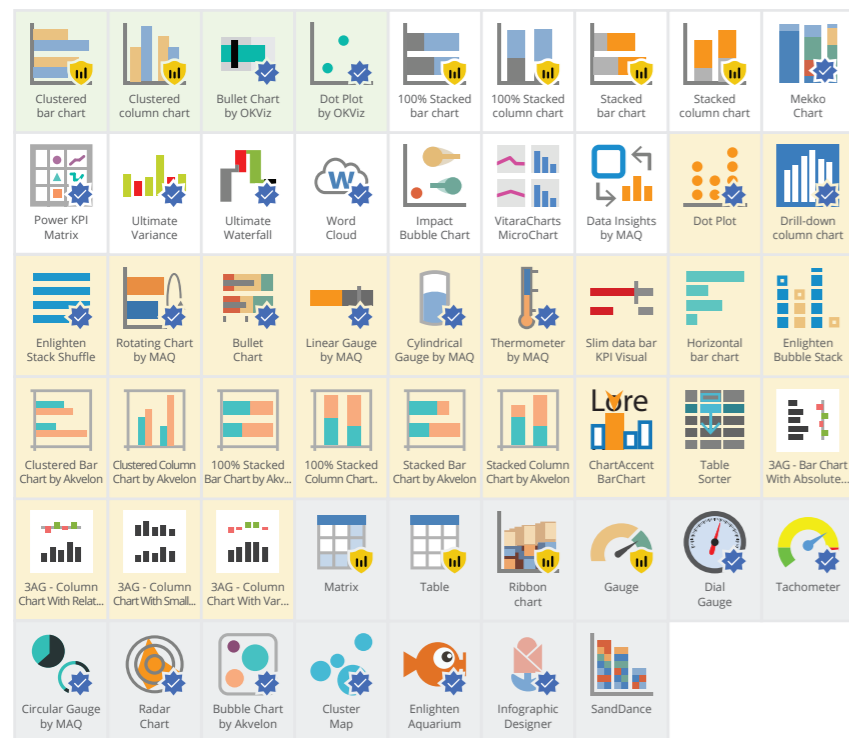 Clustered
bar chart
Clustered
column chart
Bullet Chart
by OKViz
Dot Plot
by OKViz
100% Stacked
bar chart
100% Stacked
column chart
Stacked
bar chart
Stacked
column chart
Mekko
Chart
Power KPI
Matrix
Ultimate
Variance
Ultimate
Waterfall
W
Word
Cloud
Impact
Bubble Chart
VitaraCharts
MicroChart
Data Insights
by MAQ
Dot Plot
Drill-down
column chart
Enlighten
Stack Shuffle
Rotating Chart
by MAQ
Bullet
Chart
Linear Gauge
by MAQ
Cylindrical
Gauge by MAQ
Thermometer
by MAQ
Slim data bar
KPI Visual
Horizontal
bar chart
Enlighten
Bubble Stack
Clustered Bar
Chart by Akvelon
Clustered Column
Chart by Akvelon
100% Stacked
Bar Chart by Akv...
100% Stacked
Column Chart..
Stacked Bar
Chart by Akvelon
Stacked Column
Chart by Akvelon
Lore
ChartAccent
BarChart
Table
Sorter
3AG - Bar Chart
With Absolute...
3AG - Column
Chart With Relat...
3AG - Column
Chart With Small...
3AG - Column
Chart With Var...
Matrix
Table
Ribbon
chart
Gauge
Dial
Gauge
Tachometer
Circular Gauge
by MAQ
Radar
Chart
Bubble Chart
by Akvelon
Cluster
Map
Enlighten
Aquarium
Infographic
Designer
SandDance